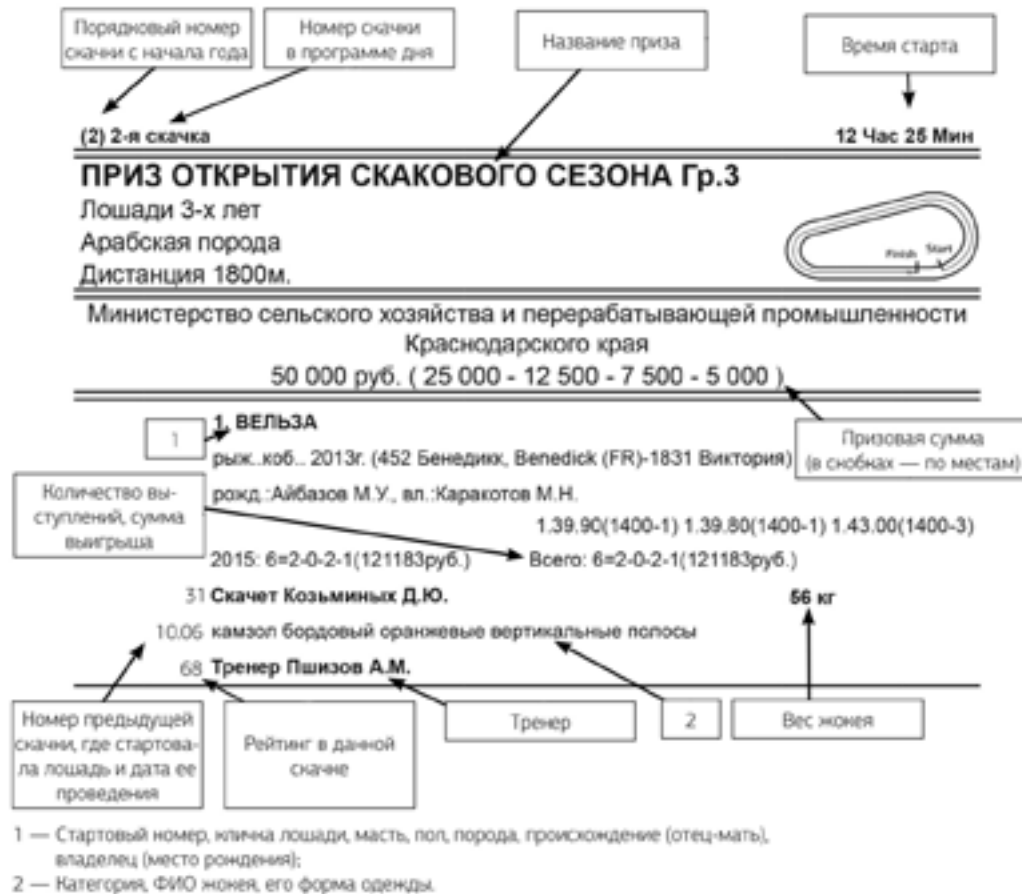 Порядковый номер
скачки с начала года
Номер скачки
в программе дня
Название приза
Время старта
(2) 2-я скачка
12 Час 25 Мин
ПРИЗ ОТКРЫТИЯ СКАКОВОГО СЕЗОНА Гр.3
Лошади 3-х лет
Арабская порода
Дистанция 1800м.
Finish Start
Министерство сельского хозяйства и перерабатывающей промышленности
Краснодарского края
50 000 руб. ( 25 000 - 12 500 - 7 500 - 5 000 )
1
1. ВЕЛЬЗА
Призовая сумма
(в скобках — по местам)
рыж..коб.. 2013г. (452 Бенедикк, Benedick (FR)-1831 Виктория)
Количество вы-
ступлений, сумма
выигрыша
рожд.:Айбазов М.У., вл.:Каракотов М.Н.
1.39.90(1400-1) 1.39.80(1400-1) 1.43.00(1400-3)
2015: 6=2-0-2-1(121183руб.) Всего: 6=2-0-2-1(121183руб.)
31 Скачет Козьминых Д.Ю. 56 кг
10.06 камзол бордовый оранжевые вертикальные полосы
68 Тренер Пшизов А.М.
Номер предыдущей
скачки, где стартова-
ла лошадь и дата ее
проведения
Рейтинг в данной
скачке
Тренер
2
Вес жокея
1 — Стартовый номер, кличка лошади, масть, пол, порода, происхождение (отец-мать),
владелец (место рождения);
2 — Категория, ФИО жокея, его форма одежды.